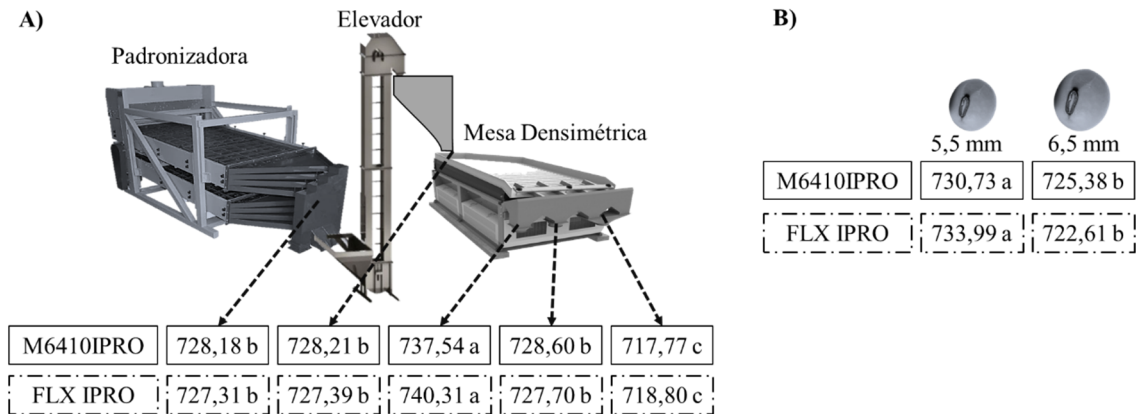 A)
Elevador
Padronizadora
Mesa Densimétrica
M6410IPRO 728,18 b 728,21 b 737,54 a 728,60 b 717,77 c
FLX IPRO 727,31 b 727,39 b 740,31 a 727,70 b 718,80 c
B)
5,5 mm 6,5 mm
M6410IPRO 730,73 a 725,38 b
FLX IPRO 733,99 a 722,61 b